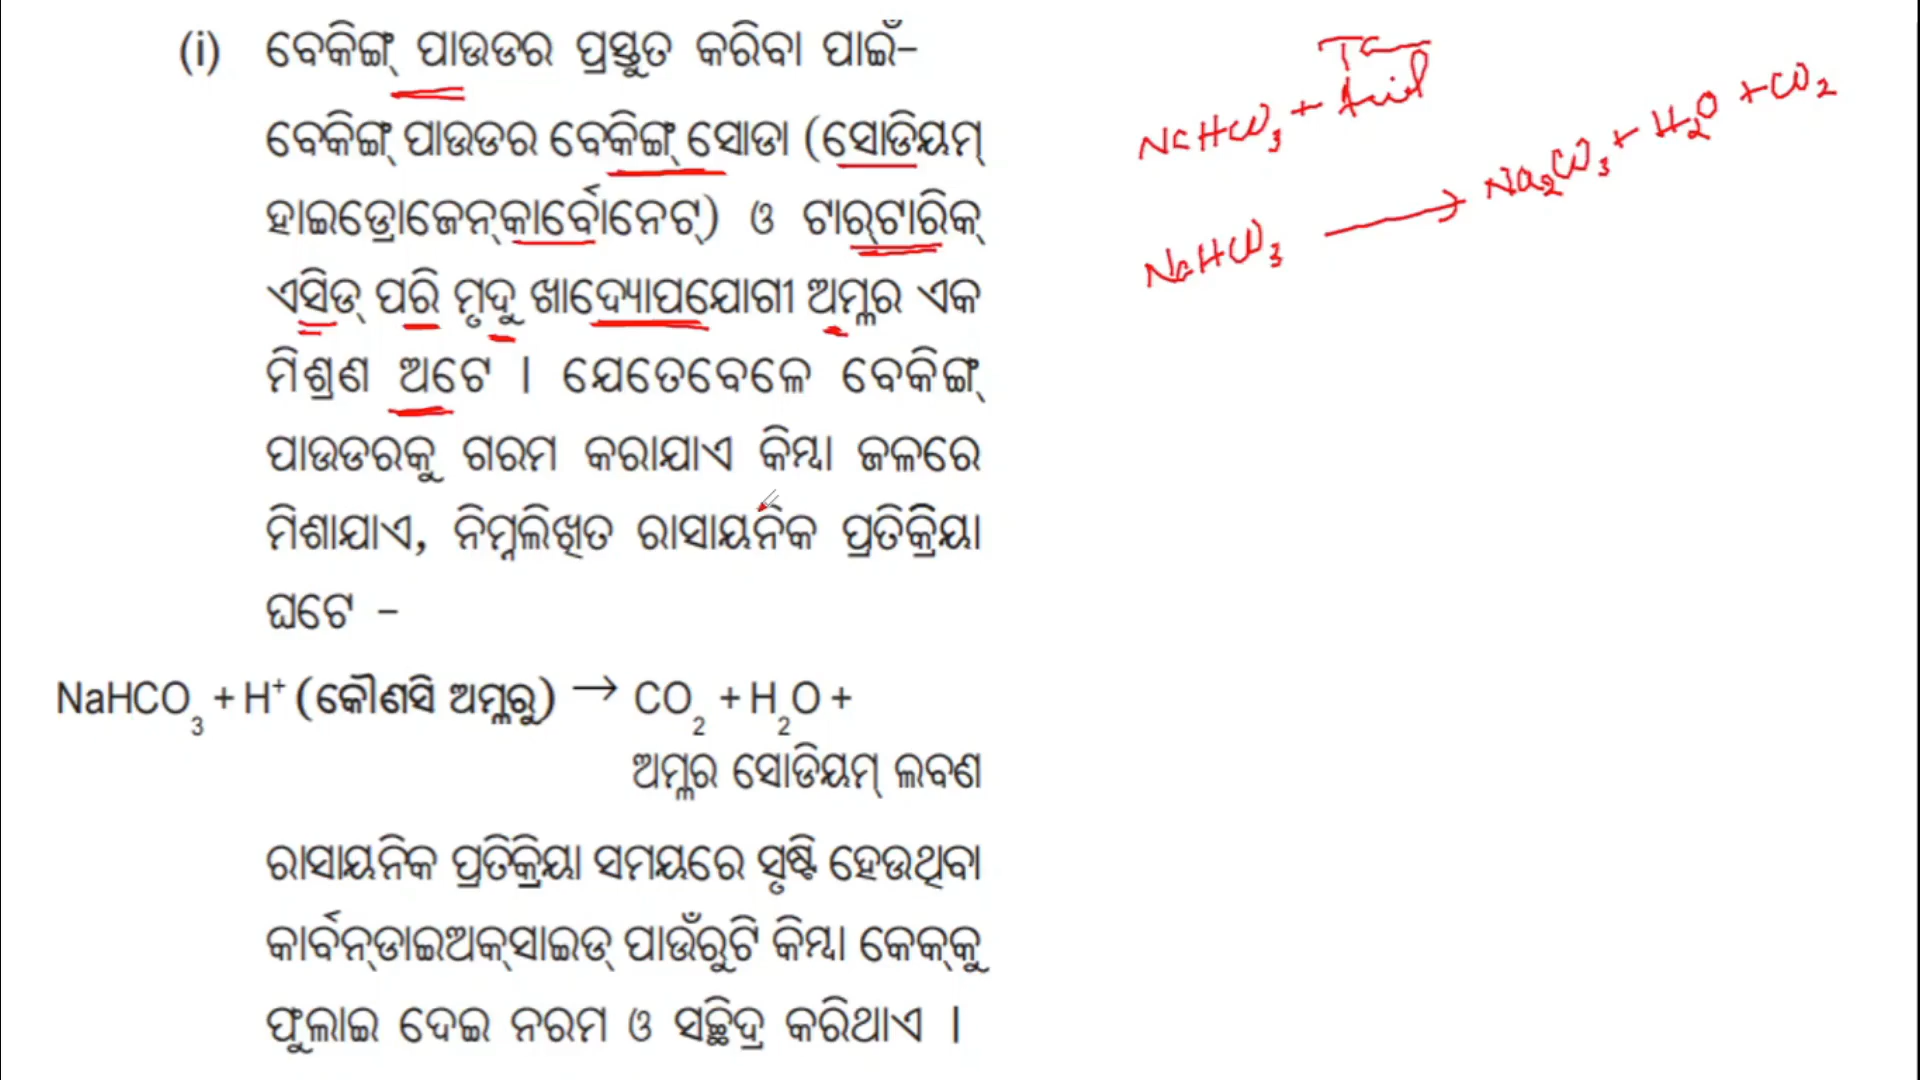 (i) ବେକିଙ୍ଗ୍ ପାଉଡର ପ୍ରସ୍ତୁତ କରିବା ପାଇଁ-
ବେକିଙ୍ଗ୍ ପାଉଡର ବେକିଙ୍ଗ୍ ସୋଡା (ସୋଡିୟମ୍
ହାଇଡ୍ରୋଜେନ୍‌କାର୍ବୋନେଟ୍) ଓ ଟାର୍‌ଟାରିକ୍
ଏସିଡ୍ ପରି ମୃଦୁ ଖାଦ୍ୟୋପଯୋଗୀ ଅମ୍ଳର ଏକ
ମିଶ୍ରଣ ଅଟେ । ଯେତେବେଳେ ବେକିଙ୍ଗ୍
ପାଉଡରକୁ ଗରମ କରାଯାଏ କିମ୍ବା ଜଳରେ
ମିଶାଯାଏ, ନିମ୍ନଲିଖିତ ରାସାୟନିକ ପ୍ରତିକ୍ରିୟା
ଘଟେ –
NaHCO₃ + H⁺ (କୌଣସି ଅମ୍ଳରୁ) → CO₂ + H₂O +
ଅମ୍ଳର ସୋଡିୟମ୍ ଲବଣ
ରାସାୟନିକ ପ୍ରତିକ୍ରିୟା ସମୟରେ ସୃଷ୍ଟି ହେଉଥିବା
କାର୍ବନ୍‌ଡାଇଅକ୍‌ସାଇଡ୍ ପାଉଁରୁଟି କିମ୍ବା କେକ୍‌କୁ
ଫୁଲାଇ ଦେଇ ନରମ ଓ ସଚ୍ଛିଦ୍ର କରିଥାଏ ।
NaHCO₃ + Acid
NaHCO₃ → Na₂CO₃ + H₂O + CO₂